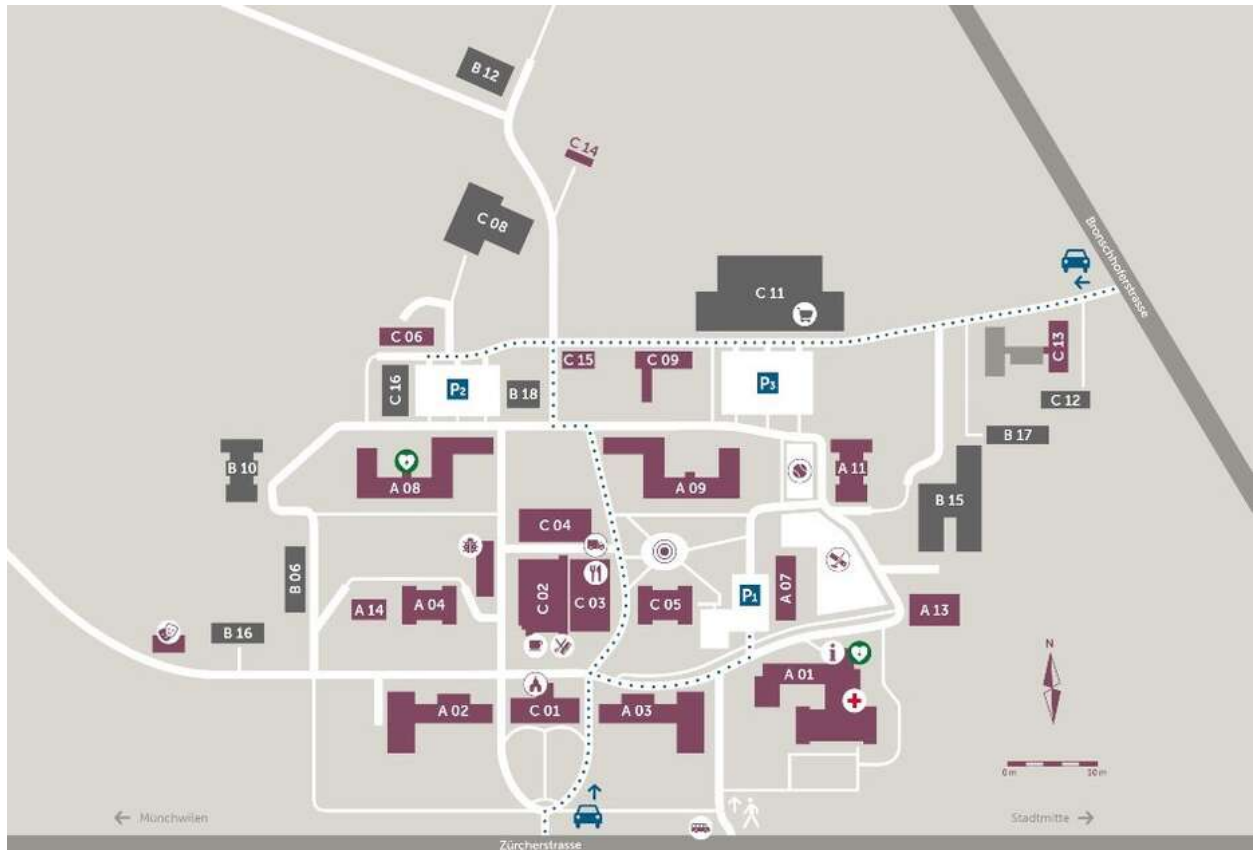 B 12
C 14
C 08
Bronschhoferstrasse
C 11
C 06
C 15
C 09
C 13
C 16
P2
B 18
P3
C 12
B 17
B 10
A 08
A 09
A 11
B 15
C 04
B 06
C 02
C 03
C 05
P1
A 07
A 14
A 04
A 13
B 16
i
N
A 01
A 02
C 01
A 03
0 m
50 m
← Münchwilen
Stadtmitte →
Zürcherstrasse